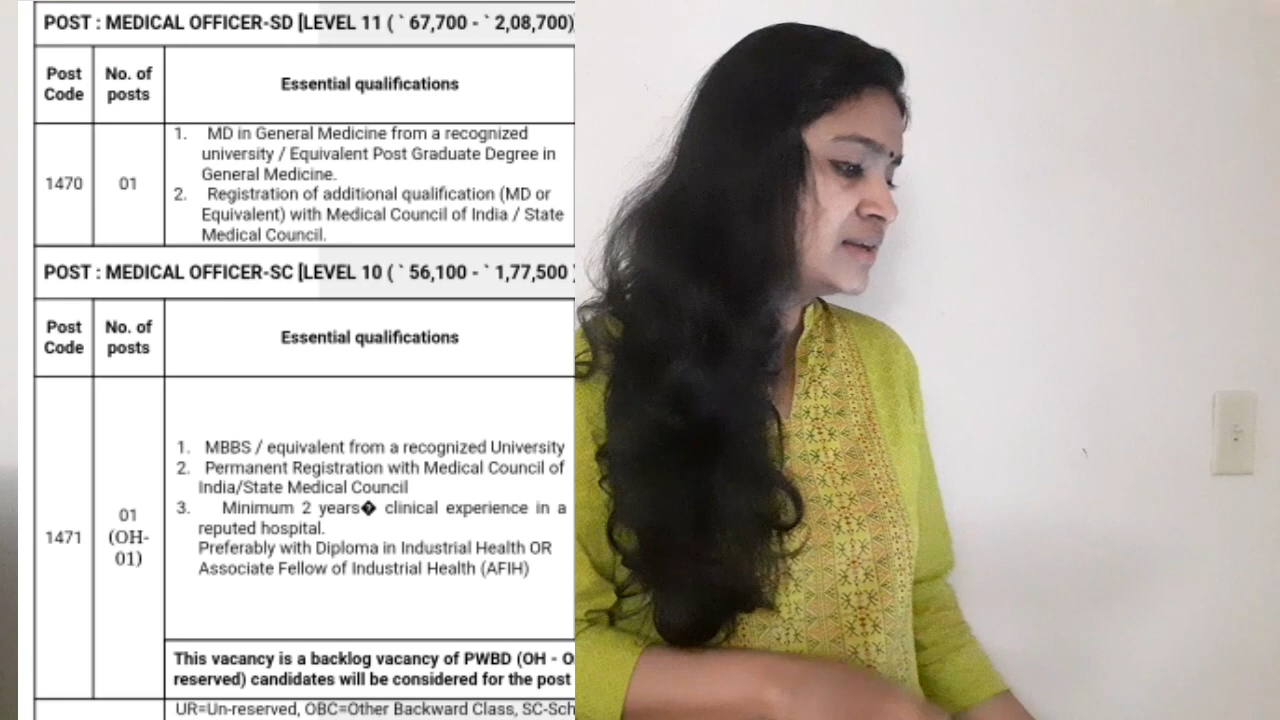 POST : MEDICAL OFFICER-SD [LEVEL 11 ( ` 67,700 - ` 2,08,700)
Post Code
No. of posts
Essential qualifications
1470
01
1. MD in General Medicine from a recognized
university / Equivalent Post Graduate Degree in
General Medicine.
2. Registration of additional qualification (MD or
Equivalent) with Medical Council of India / State
Medical Council.
POST : MEDICAL OFFICER-SC [LEVEL 10 ( ` 56,100 - ` 1,77,500 )
Post Code
No. of posts
Essential qualifications
1471
01
(OH-
01)
1. MBBS / equivalent from a recognized University
2. Permanent Registration with Medical Council of
India/State Medical Council
3. Minimum 2 years� clinical experience in a
reputed hospital.
Preferably with Diploma in Industrial Health OR
Associate Fellow of Industrial Health (AFIH)
This vacancy is a backlog vacancy of PWBD (OH - O
reserved) candidates will be considered for the post
UR=Un-reserved, OBC=Other Backward Class, SC-Sch